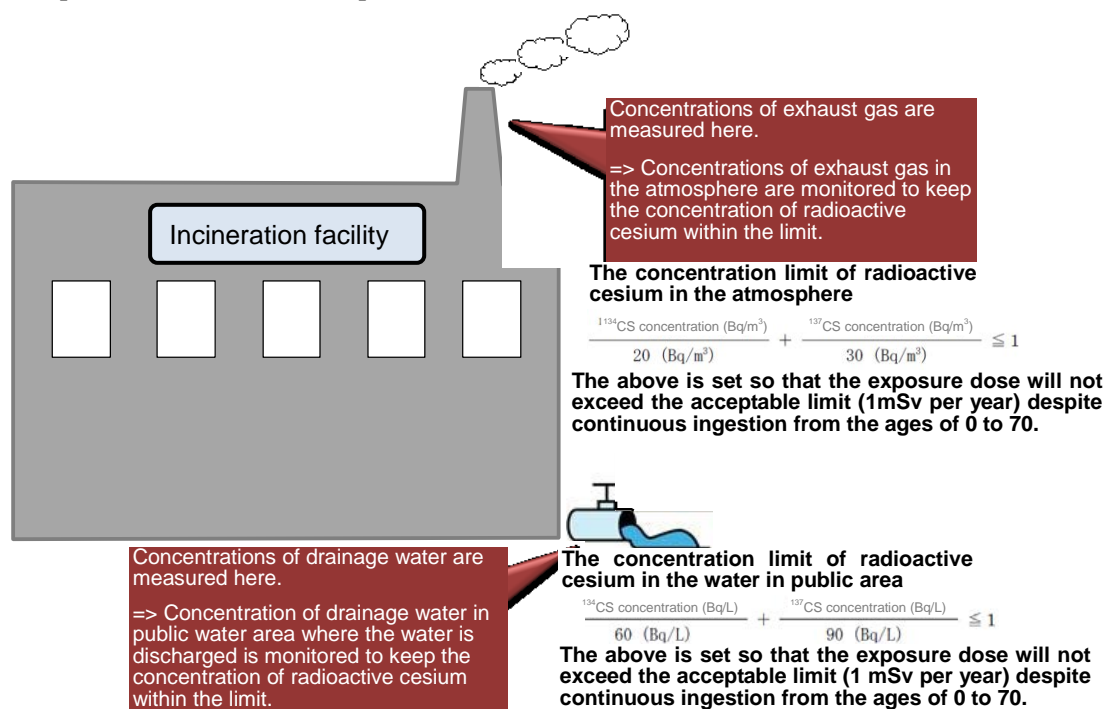 Concentrations of exhaust gas are
measured here.
=> Concentrations of exhaust gas in
the atmosphere are monitored to keep
the concentration of radioactive
cesium within the limit.
Incineration facility
The concentration limit of radioactive
cesium in the atmosphere
¹³⁴CS concentration (Bq/m³) + ¹³⁷CS concentration (Bq/m³) ≦ 1
20 (Bq/m³) 30 (Bq/m³)
The above is set so that the exposure dose will not
exceed the acceptable limit (1mSv per year) despite
continuous ingestion from the ages of 0 to 70.
Concentrations of drainage water are
measured here.
=> Concentration of drainage water in
public water area where the water is
discharged is monitored to keep the
concentration of radioactive cesium
within the limit.
The concentration limit of radioactive
cesium in the water in public area
¹³⁴CS concentration (Bq/L) + ¹³⁷CS concentration (Bq/L) ≦ 1
60 (Bq/L) 90 (Bq/L)
The above is set so that the exposure dose will not
exceed the acceptable limit (1 mSv per year) despite
continuous ingestion from the ages of 0 to 70.